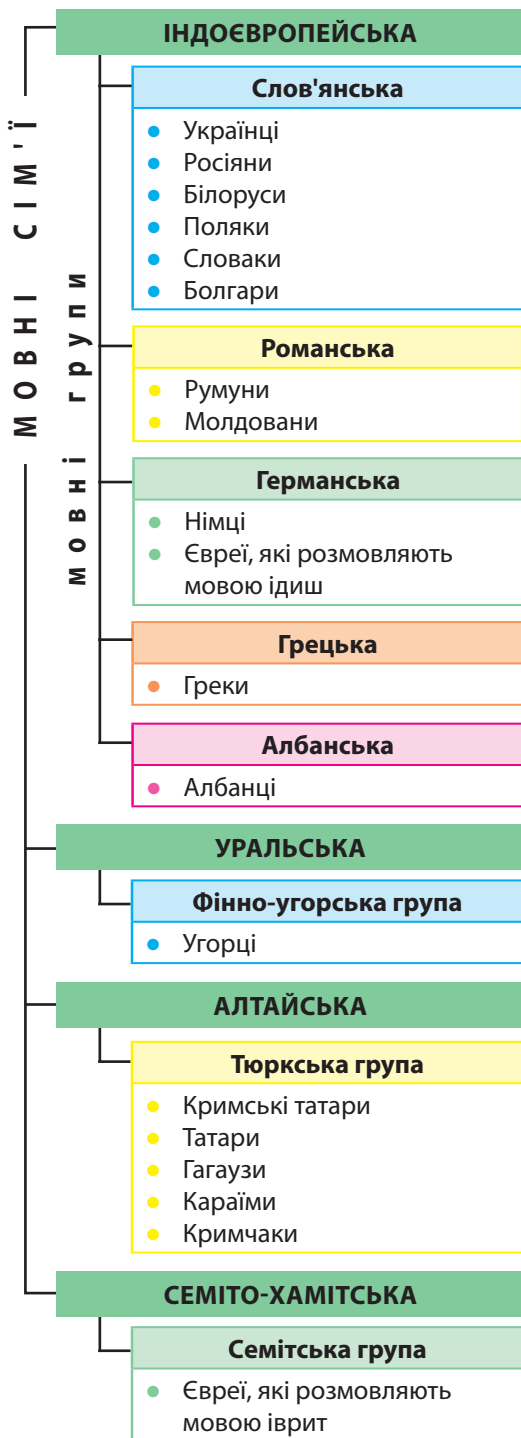 МОВНІ СІМ'Ї
мовні групи
ІНДОЄВРОПЕЙСЬКА
Слов'янська
• Українці
• Росіяни
• Білоруси
• Поляки
• Словаки
• Болгари
Романська
• Румуни
• Молдовани
Германська
• Німці
• Євреї, які розмовляють
мовою ідиш
Грецька
• Греки
Албанська
• Албанці
УРАЛЬСЬКА
Фінно-угорська група
• Угорці
АЛТАЙСЬКА
Тюркська група
• Кримські татари
• Татари
• Гагаузи
• Караїми
• Кримчаки
СЕМІТО-ХАМІТСЬКА
Семітська група
• Євреї, які розмовляють
мовою іврит